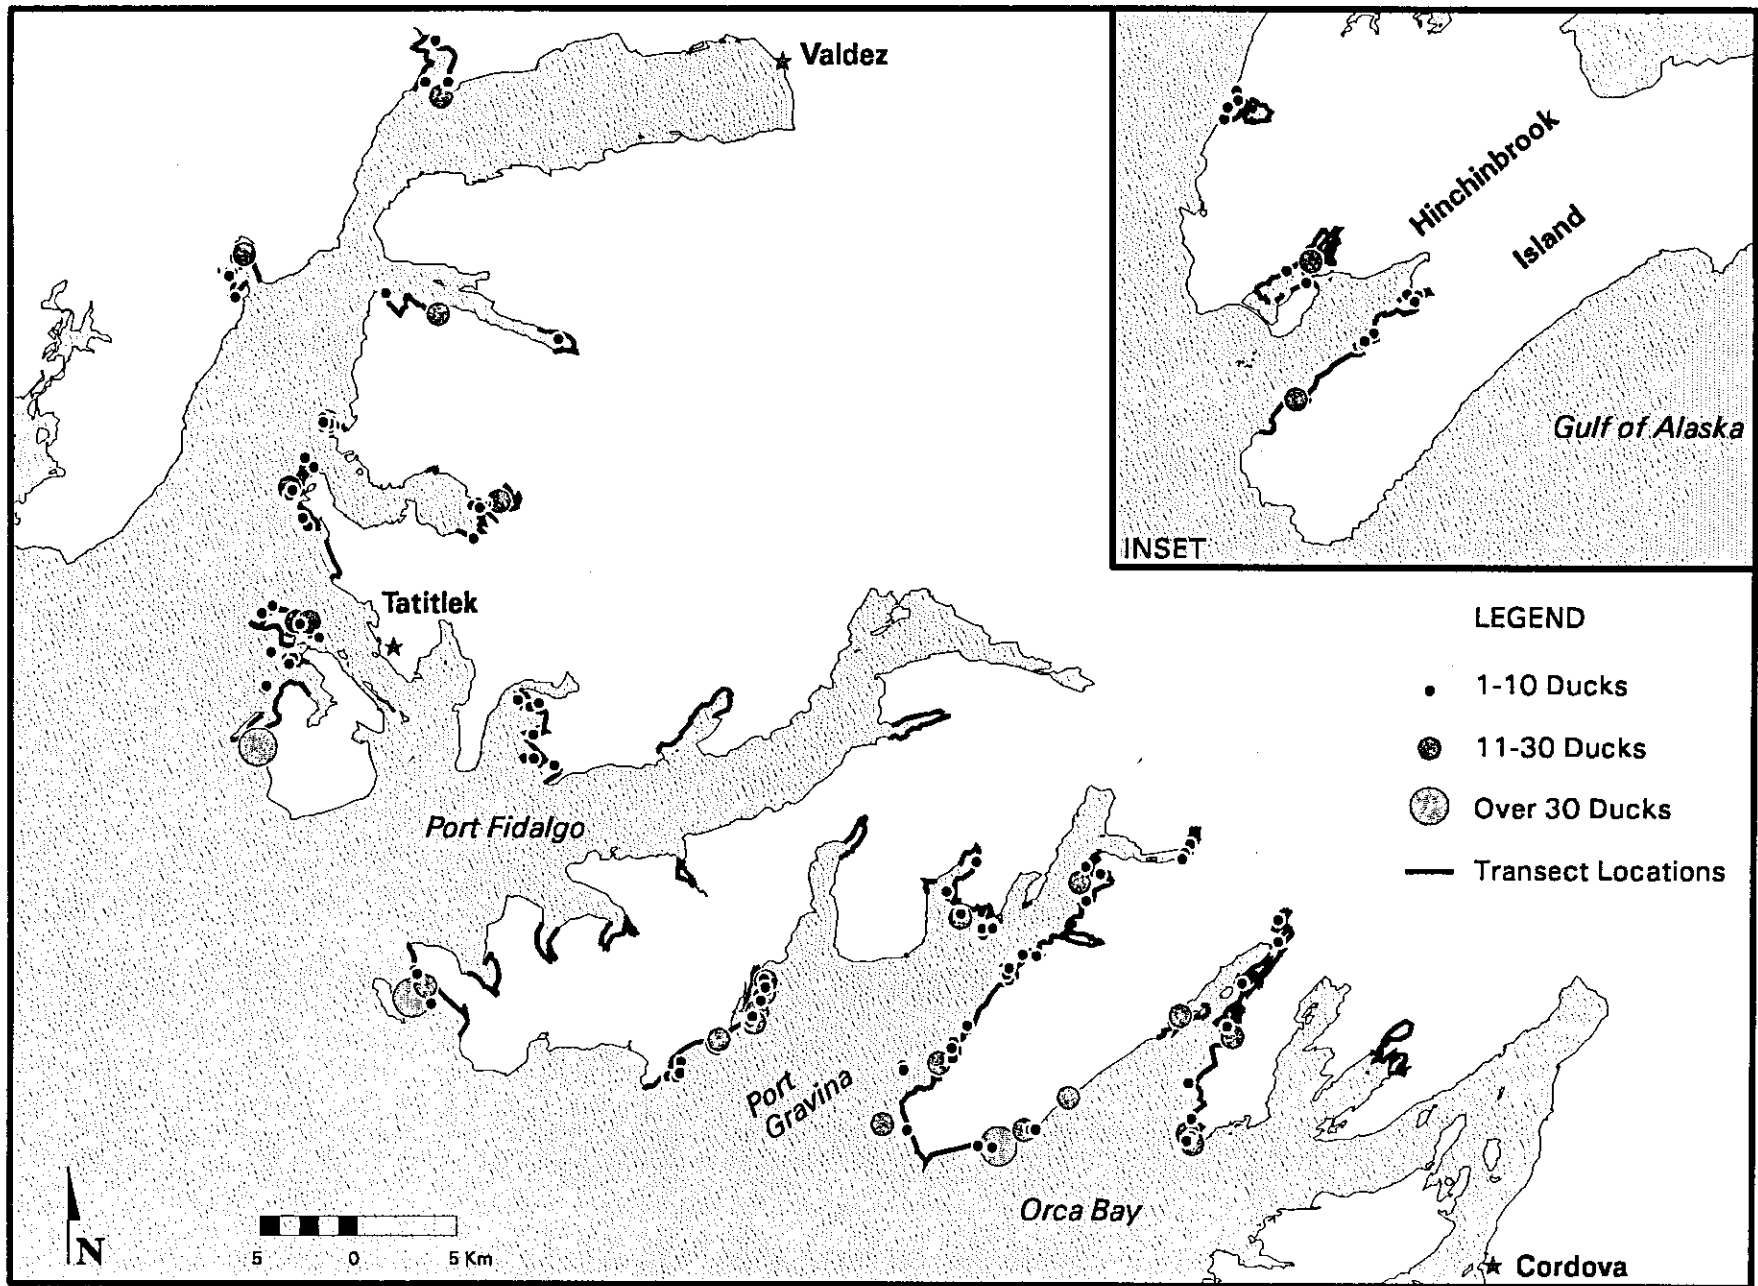 Valdez
Hinchinbrook
Island
Gulf of Alaska
INSET
Tatitlek
LEGEND
1-10 Ducks
11-30 Ducks
Over 30 Ducks
Transect Locations
Port Fidalgo
Port
Gravina
Orca Bay
N
5 0 5 Km
Cordova